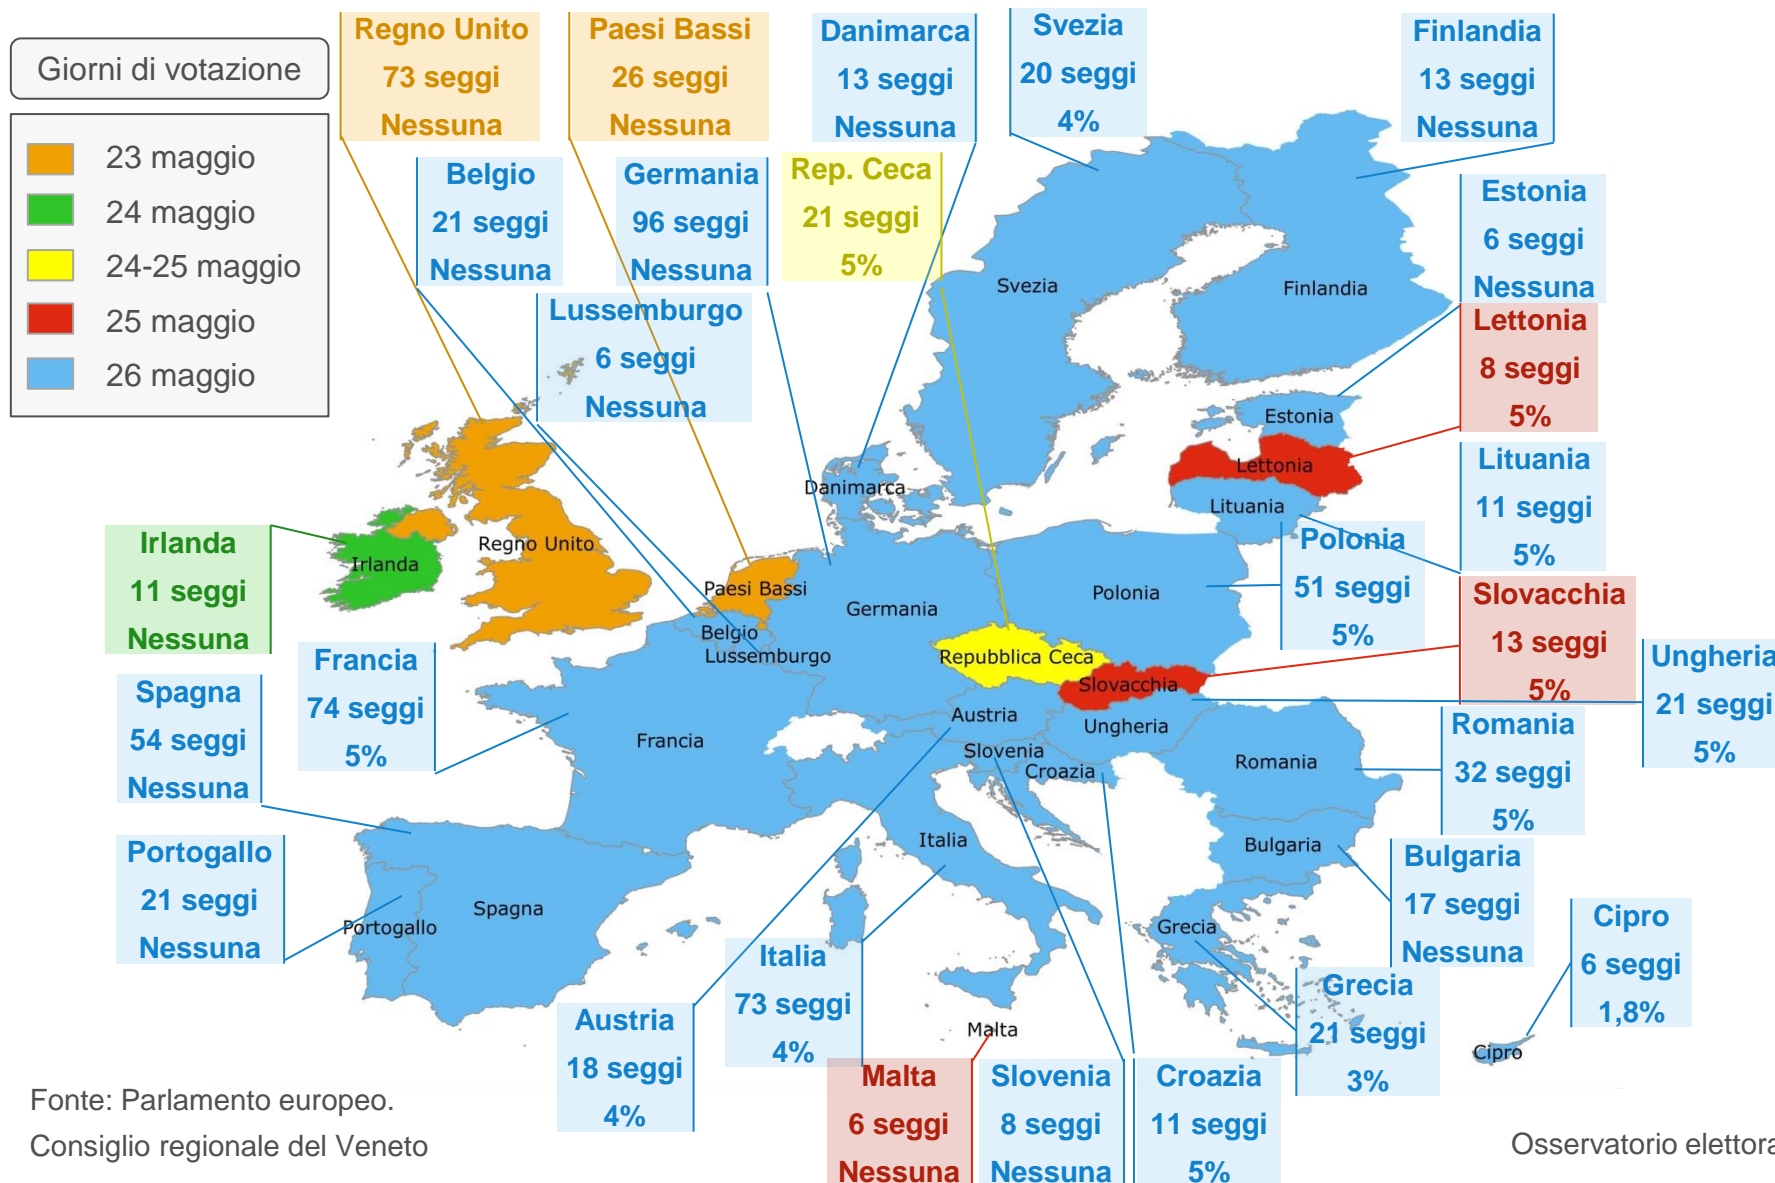 Giorni di votazione
23 maggio
24 maggio
24-25 maggio
25 maggio
26 maggio
Regno Unito
73 seggi
Nessuna
Paesi Bassi
26 seggi
Nessuna
Danimarca
13 seggi
Nessuna
Svezia
20 seggi
4%
Finlandia
13 seggi
Nessuna
Belgio
21 seggi
Nessuna
Germania
96 seggi
Nessuna
Rep. Ceca
21 seggi
5%
Estonia
6 seggi
Nessuna
Lussemburgo
6 seggi
Nessuna
Lettonia
8 seggi
5%
Lituania
11 seggi
5%
Irlanda
11 seggi
Nessuna
Polonia
51 seggi
5%
Slovacchia
13 seggi
5%
Ungheria
21 seggi
5%
Francia
74 seggi
5%
Spagna
54 seggi
Nessuna
Romania
32 seggi
5%
Portogallo
21 seggi
Nessuna
Bulgaria
17 seggi
Nessuna
Cipro
6 seggi
1,8%
Italia
73 seggi
4%
Grecia
21 seggi
3%
Austria
18 seggi
4%
Malta
6 seggi
Nessuna
Slovenia
8 seggi
Nessuna
Croazia
11 seggi
5%
Svezia
Finlandia
Estonia
Lettonia
Lituania
Danimarca
Regno Unito
Irlanda
Paesi Bassi
Germania
Polonia
Belgio
Lussemburgo
Repubblica Ceca
Slovacchia
Austria
Ungheria
Francia
Slovenia
Croazia
Romania
Italia
Bulgaria
Spagna
Portogallo
Grecia
Malta
Cipro
Fonte: Parlamento europeo.
Consiglio regionale del Veneto
Osservatorio elettora